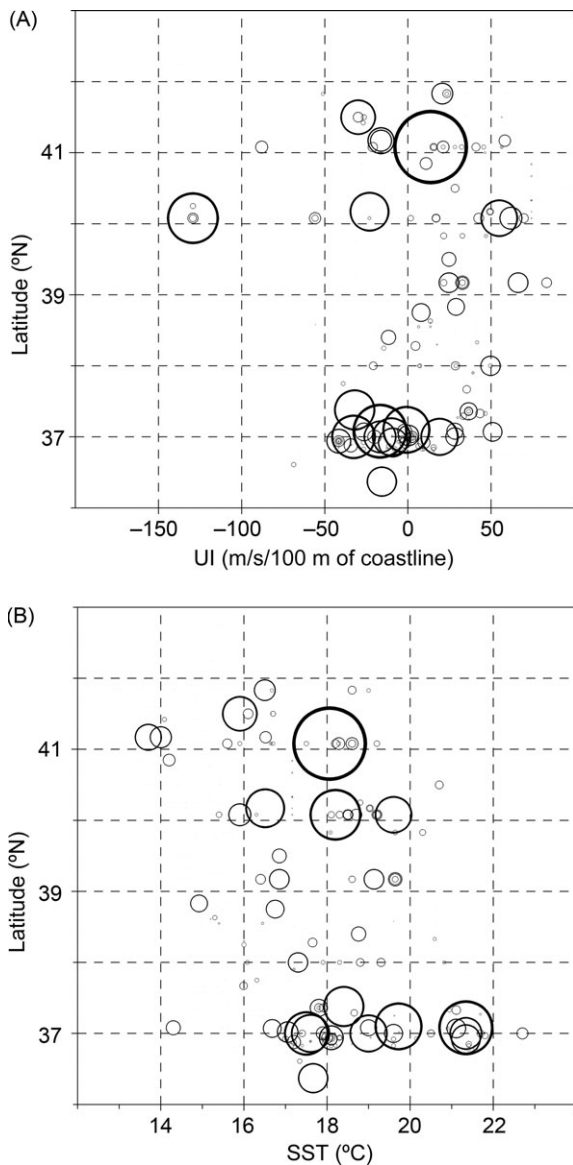 (A)
41
39
37
Latitude (ºN)
–150 –100 –50 0 50
UI (m/s/100 m of coastline)
(B)
41
39
37
Latitude (ºN)
14 16 18 20 22
SST (ºC)